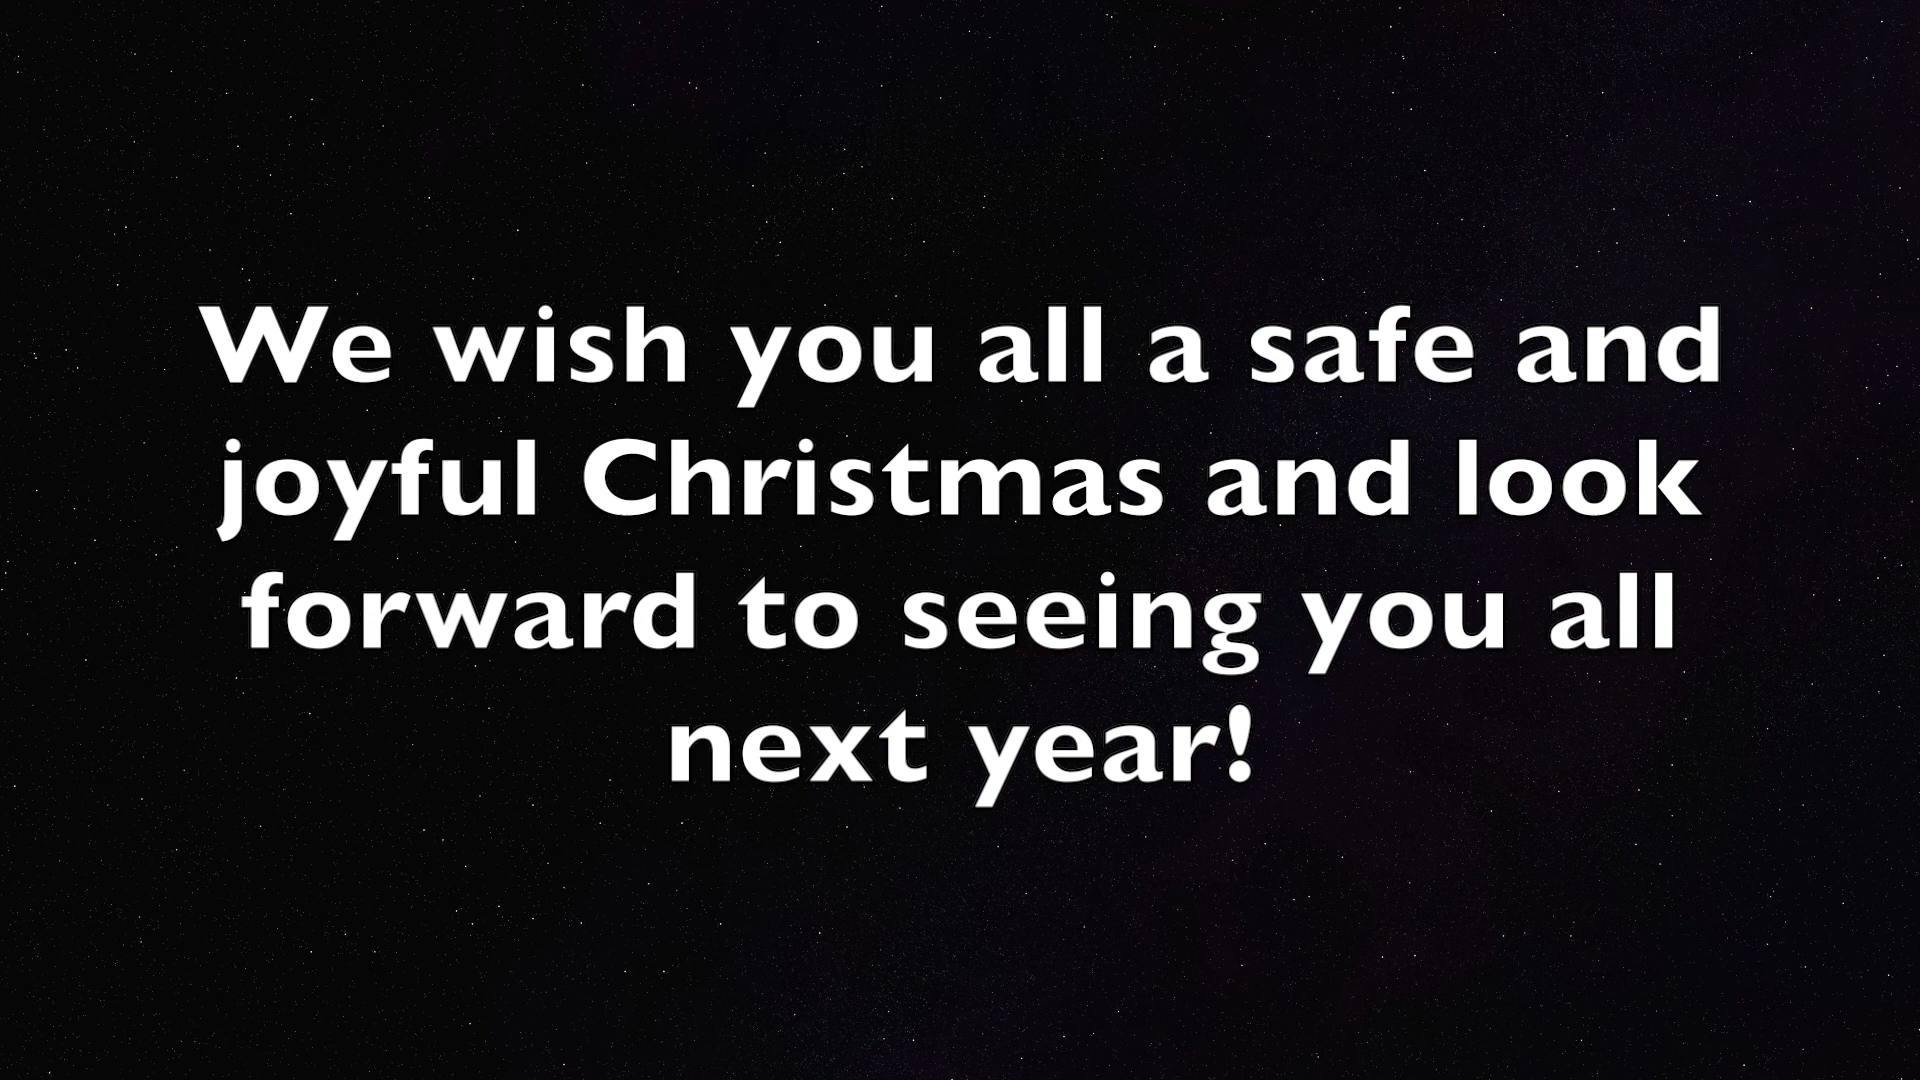 We wish you all a safe and
joyful Christmas and look
forward to seeing you all
next year!